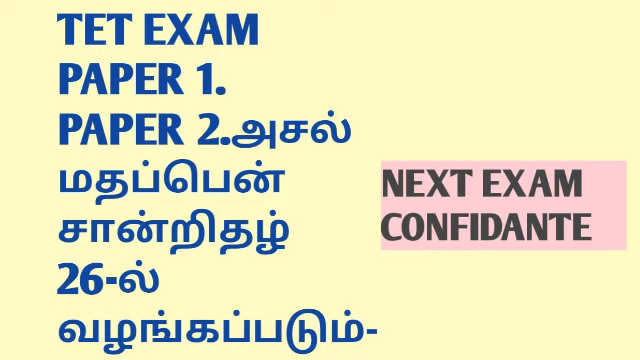 TET EXAM
PAPER 1.
PAPER 2.அசல்
மதப்பென்
சான்றிதழ்
26-ல்
வழங்கப்படும்-
NEXT EXAM
CONFIDANTE